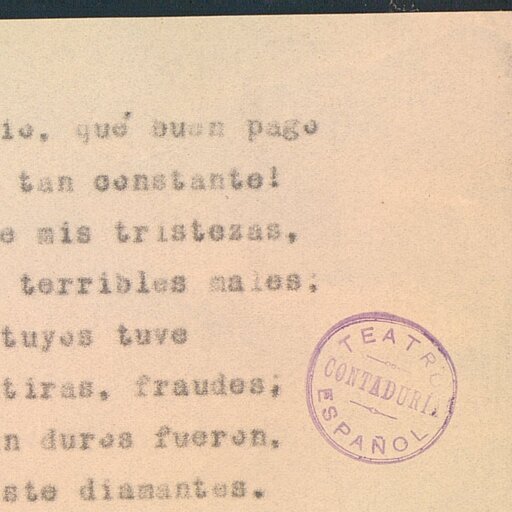 io, qué buen pago
tan constante!
e mis tristezas,
terribles males;
tuyos tuve
tiras, fraudes;
n duros fueron,
ste diamantes.
TEATRO
CONTADURÍA
ESPAÑOL